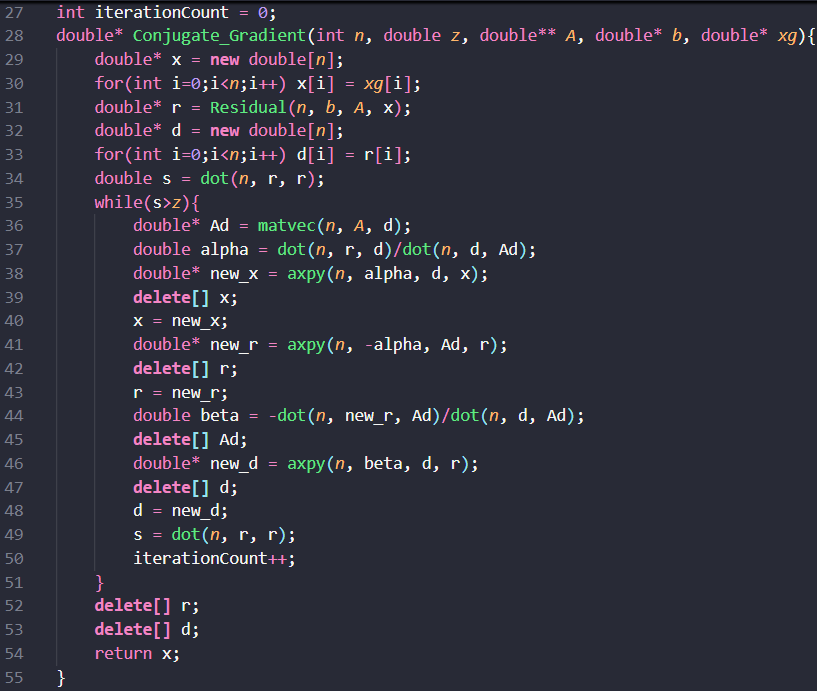 27 int iterationCount = 0;
28 double* Conjugate_Gradient(int n, double z, double** A, double* b, double* xg){
29 double* x = new double[n];
30 for(int i=0;i<n;i++) x[i] = xg[i];
31 double* r = Residual(n, b, A, x);
32 double* d = new double[n];
33 for(int i=0;i<n;i++) d[i] = r[i];
34 double s = dot(n, r, r);
35 while(s>z){
36 double* Ad = matvec(n, A, d);
37 double alpha = dot(n, r, d)/dot(n, d, Ad);
38 double* new_x = axpy(n, alpha, d, x);
39 delete[] x;
40 x = new_x;
41 double* new_r = axpy(n, -alpha, Ad, r);
42 delete[] r;
43 r = new_r;
44 double beta = -dot(n, new_r, Ad)/dot(n, d, Ad);
45 delete[] Ad;
46 double* new_d = axpy(n, beta, d, r);
47 delete[] d;
48 d = new_d;
49 s = dot(n, r, r);
50 iterationCount++;
51 }
52 delete[] r;
53 delete[] d;
54 return x;
55 }